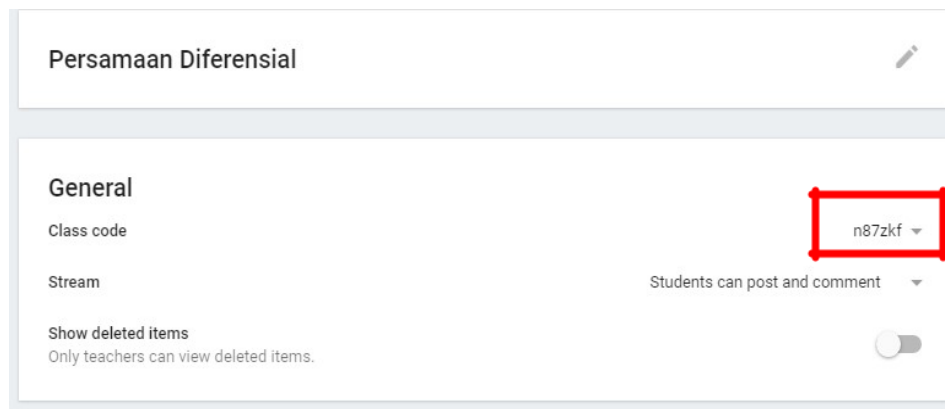 Persamaan Diferensial
General
Class code n87zkf
Stream Students can post and comment
Show deleted items
Only teachers can view deleted items.